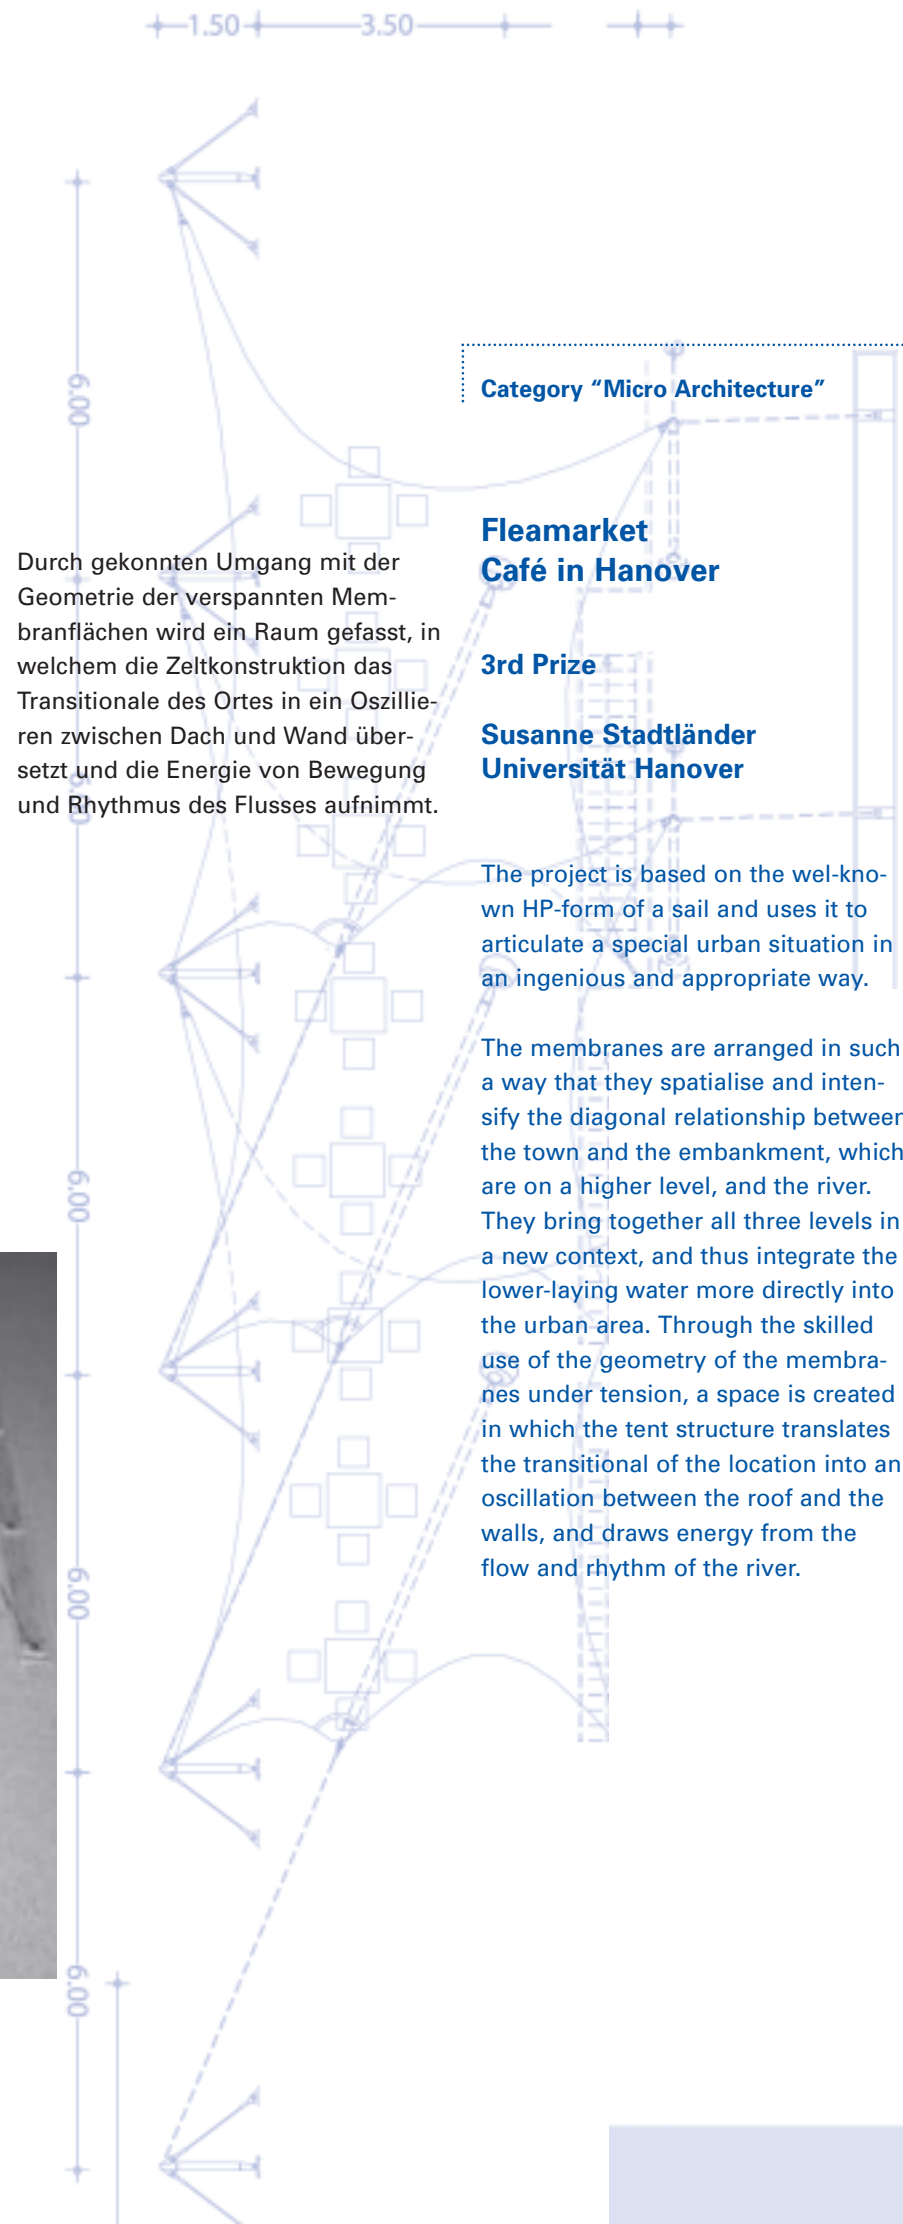 1.50
3.50
6.00
Durch gekonnten Umgang mit der
Geometrie der verspannten Mem-
branflächen wird ein Raum gefasst, in
welchem die Zeltkonstruktion das
Transitionale des Ortes in ein Oszillie-
ren zwischen Dach und Wand über-
setzt und die Energie von Bewegung
und Rhythmus des Flusses aufnimmt.
6.00
6.00
6.00
Category “Micro Architecture”
Fleamarket
Café in Hanover
3rd Prize
Susanne Stadtländer
Universität Hanover
The project is based on the wel-kno-
wn HP-form of a sail and uses it to
articulate a special urban situation in
an ingenious and appropriate way.
The membranes are arranged in such
a way that they spatialise and inten-
sify the diagonal relationship between
the town and the embankment, which
are on a higher level, and the river.
They bring together all three levels in
a new context, and thus integrate the
lower-laying water more directly into
the urban area. Through the skilled
use of the geometry of the membra-
nes under tension, a space is created
in which the tent structure translates
the transitional of the location into an
oscillation between the roof and the
walls, and draws energy from the
flow and rhythm of the river.